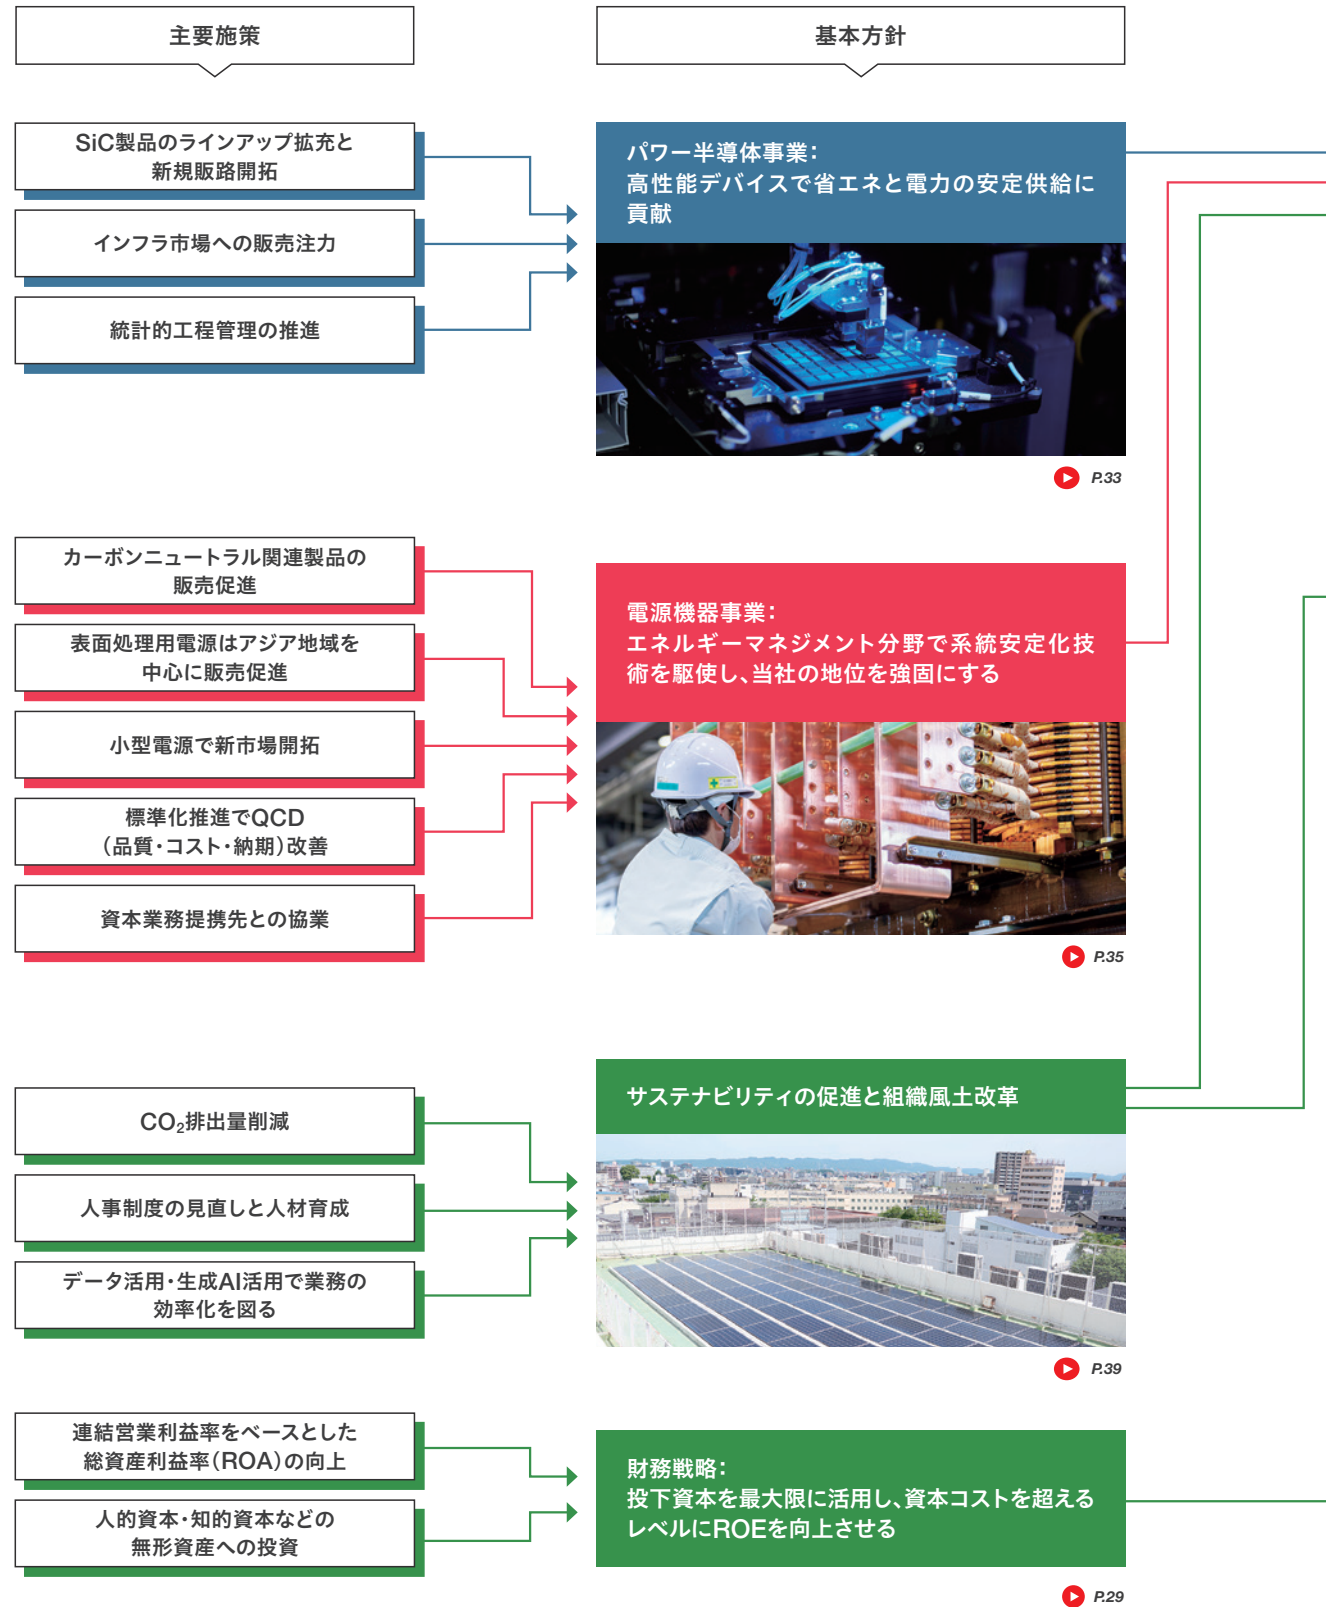 主要施策
基本方針
SiC製品のラインアップ拡充と
新規販路開拓
インフラ市場への販売注力
統計的工程管理の推進
パワー半導体事業：
高性能デバイスで省エネと電力の安定供給に
貢献
P.33
カーボンニュートラル関連製品の
販売促進
表面処理用電源はアジア地域を
中心に販売促進
小型電源で新市場開拓
標準化推進でQCD
（品質・コスト・納期）改善
資本業務提携先との協業
電源機器事業：
エネルギーマネジメント分野で系統安定化技
術を駆使し、当社の地位を強固にする
P.35
CO₂排出量削減
人事制度の見直しと人材育成
データ活用・生成AI活用で業務の
効率化を図る
サステナビリティの促進と組織風土改革
P.39
連結営業利益率をベースとした
総資産利益率（ROA）の向上
人的資本・知的資本などの
無形資産への投資
財務戦略：
投下資本を最大限に活用し、資本コストを超える
レベルにROEを向上させる
P.29